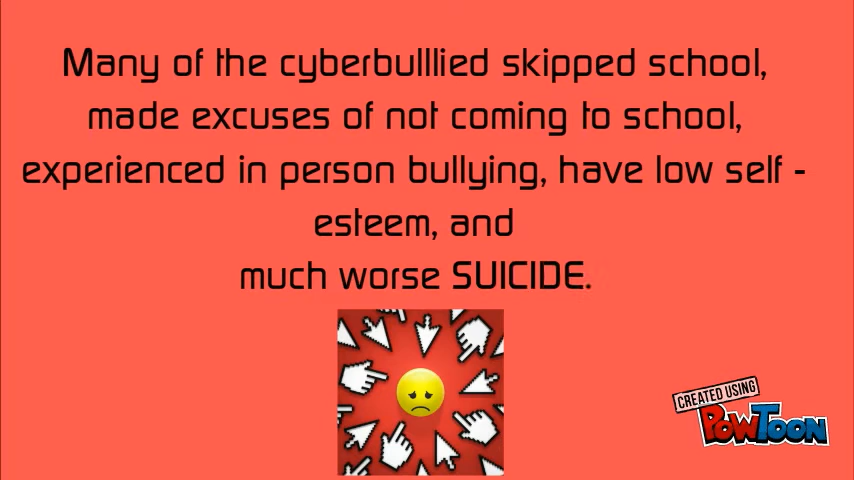 Many of the cyberbulllied skipped school,
made excuses of not coming to school,
experienced in person bullying, have low self -
esteem, and
much worse SUICIDE.
CREATED USING
POWTOON